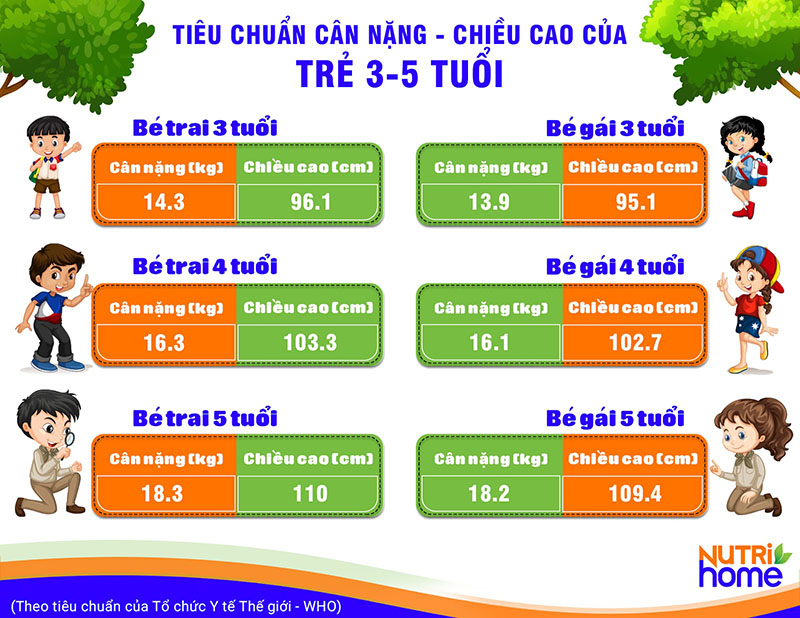 TIÊU CHUẨN CÂN NẶNG - CHIỀU CAO CỦA
TRẺ 3-5 TUỔI
Bé trai 3 tuổi
Cân nặng (kg) Chiều cao (cm)
14.3 96.1
Bé gái 3 tuổi
Cân nặng (kg) Chiều cao (cm)
13.9 95.1
Bé trai 4 tuổi
Cân nặng (kg) Chiều cao (cm)
16.3 103.3
Bé gái 4 tuổi
Cân nặng (kg) Chiều cao (cm)
16.1 102.7
Bé trai 5 tuổi
Cân nặng (kg) Chiều cao (cm)
18.3 110
Bé gái 5 tuổi
Cân nặng (kg) Chiều cao (cm)
18.2 109.4
NUTRi
home
(Theo tiêu chuẩn của Tổ chức Y tế Thế giới - WHO)